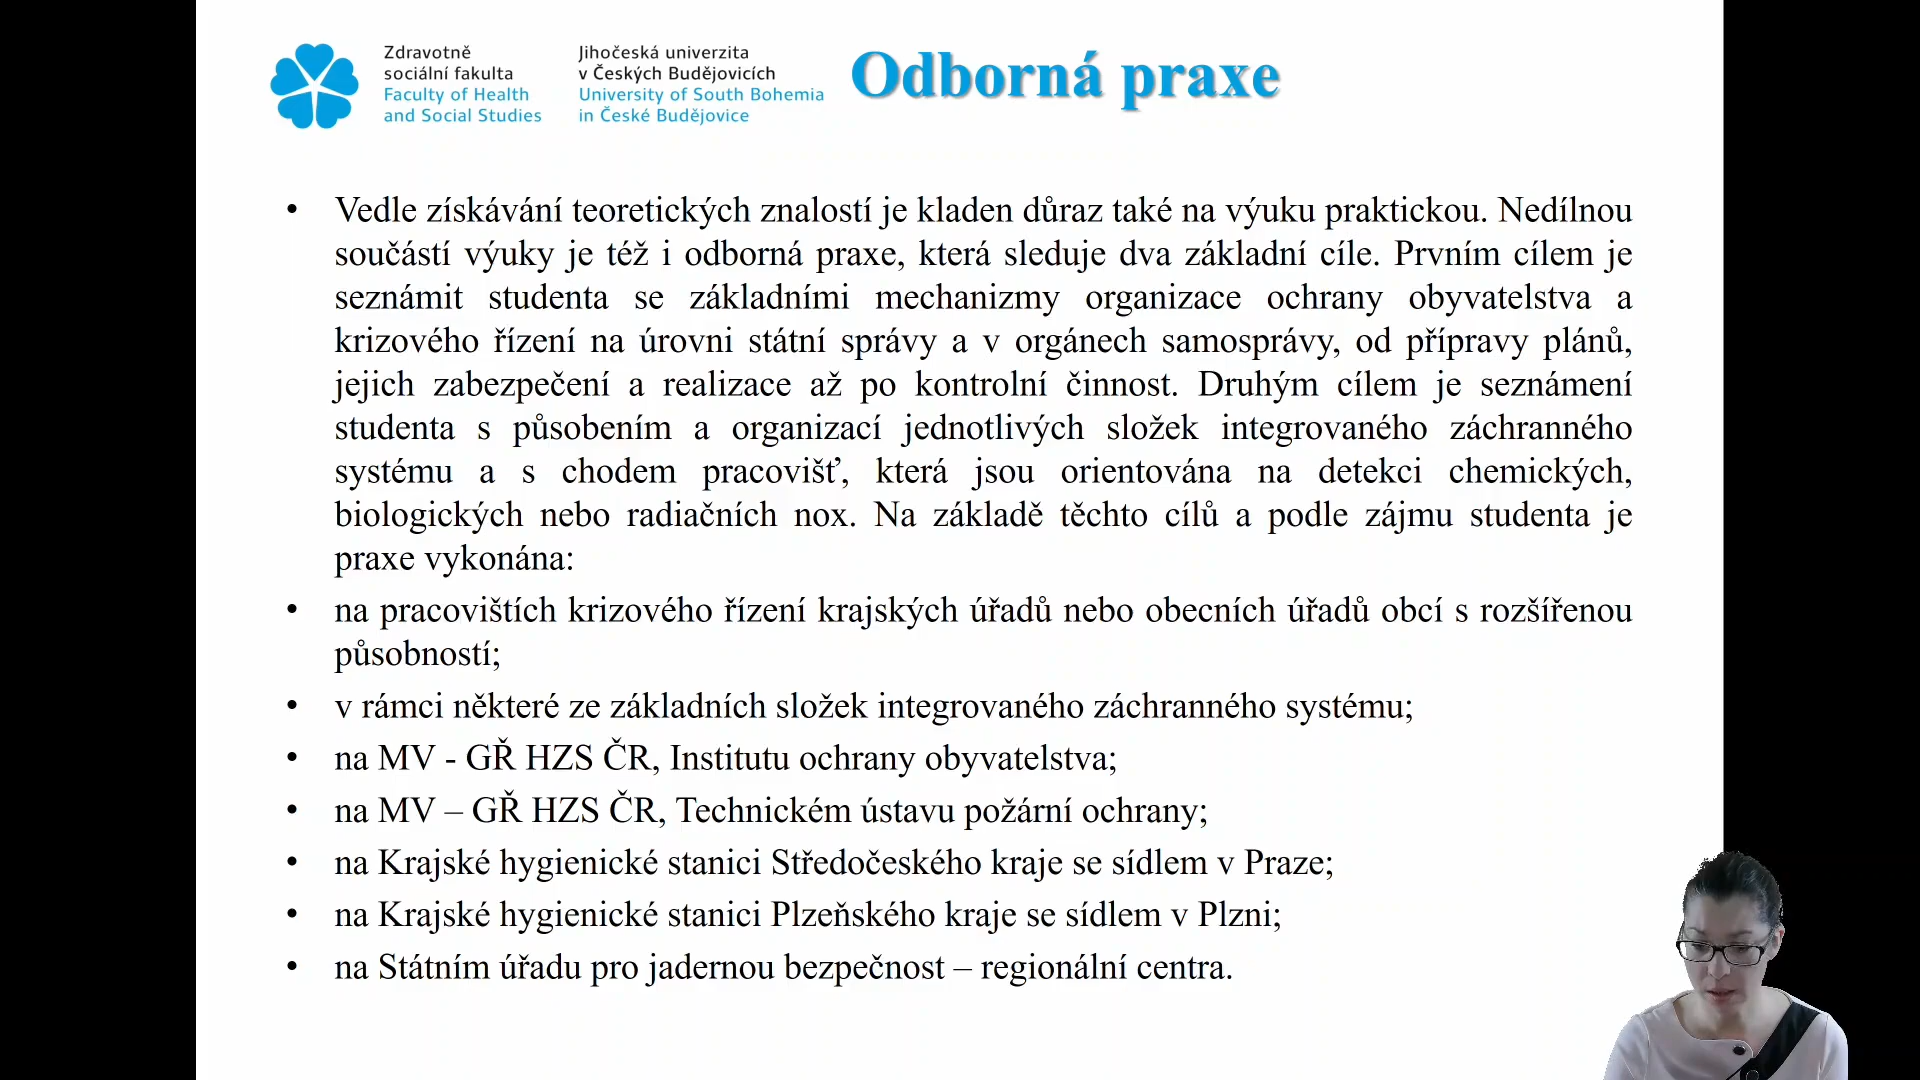 Zdravotně
sociální fakulta
Faculty of Health
and Social Studies
Jihočeská univerzita
v Českých Budějovicích
University of South Bohemia
in České Budějovice
Odborná praxe
• Vedle získávání teoretických znalostí je kladen důraz také na výuku praktickou. Nedílnou
součástí výuky je též i odborná praxe, která sleduje dva základní cíle. Prvním cílem je
seznámit studenta se základními mechanizmy organizace ochrany obyvatelstva a
krizového řízení na úrovni státní správy a v orgánech samosprávy, od přípravy plánů,
jejich zabezpečení a realizace až po kontrolní činnost. Druhým cílem je seznámení
studenta s působením a organizací jednotlivých složek integrovaného záchranného
systému a s chodem pracovišť, která jsou orientována na detekci chemických,
biologických nebo radiačních nox. Na základě těchto cílů a podle zájmu studenta je
praxe vykonána:
• na pracovištích krizového řízení krajských úřadů nebo obecních úřadů obcí s rozšířenou
působností;
• v rámci některé ze základních složek integrovaného záchranného systému;
• na MV - GŘ HZS ČR, Institutu ochrany obyvatelstva;
• na MV – GŘ HZS ČR, Technickém ústavu požární ochrany;
• na Krajské hygienické stanici Středočeského kraje se sídlem v Praze;
• na Krajské hygienické stanici Plzeňského kraje se sídlem v Plzni;
• na Státním úřadu pro jadernou bezpečnost – regionální centra.